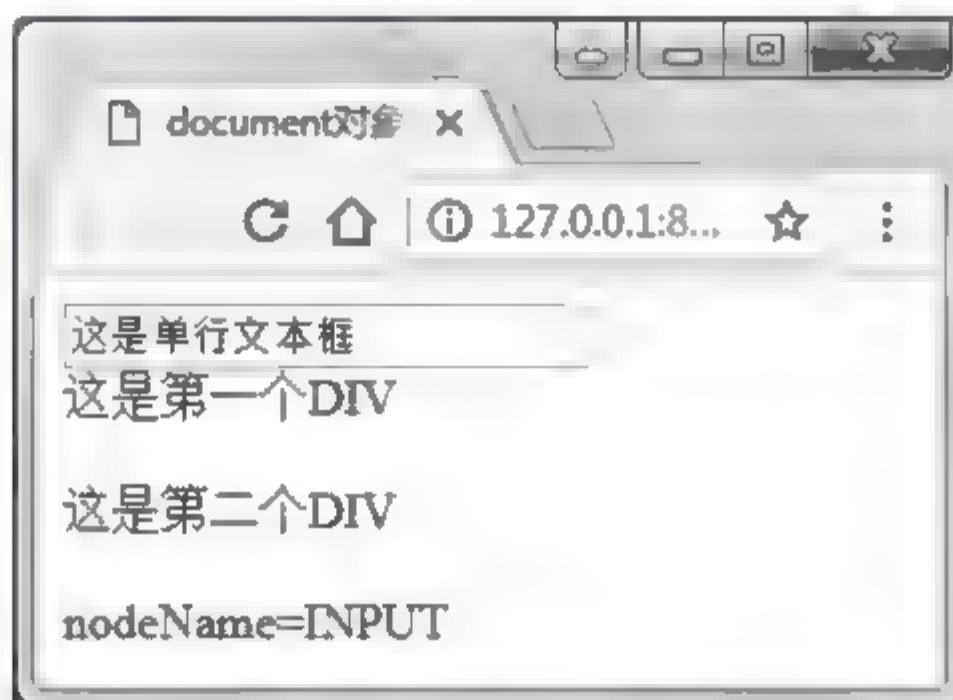 document对象
127.0.0.1:8...
这是单行文本框
这是第一个DIV
这是第二个DIV
nodeName=INPUT